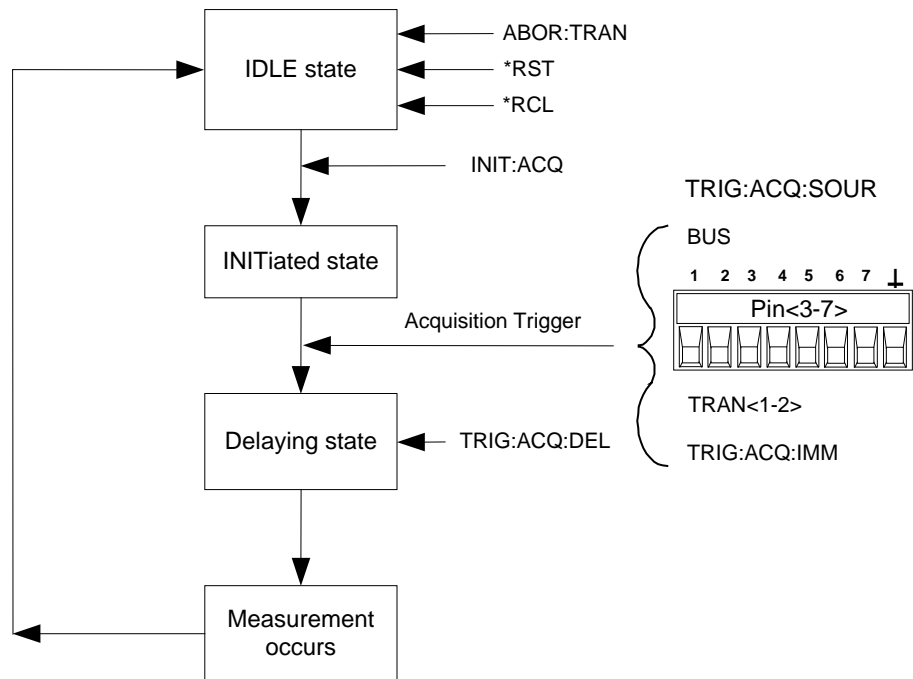 ABOR:TRAN
IDLE state
*RST
*RCL
INIT:ACQ
TRIG:ACQ:SOUR
BUS
INITiated state
1 2 3 4 5 6 7
Pin<3-7>
Acquisition Trigger
TRAN<1-2>
Delaying state
TRIG:ACQ:DEL
TRIG:ACQ:IMM
Measurement
occurs